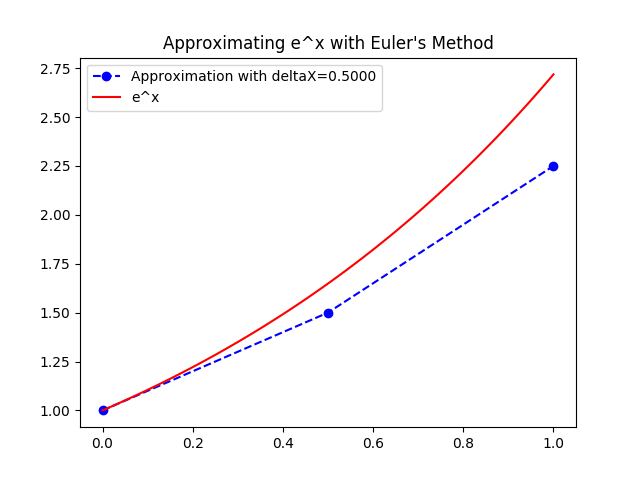 Approximating e^x with Euler's Method
Approximation with deltaX=0.5000
e^x
2.75
2.50
2.25
2.00
1.75
1.50
1.25
1.00
0.0 0.2 0.4 0.6 0.8 1.0